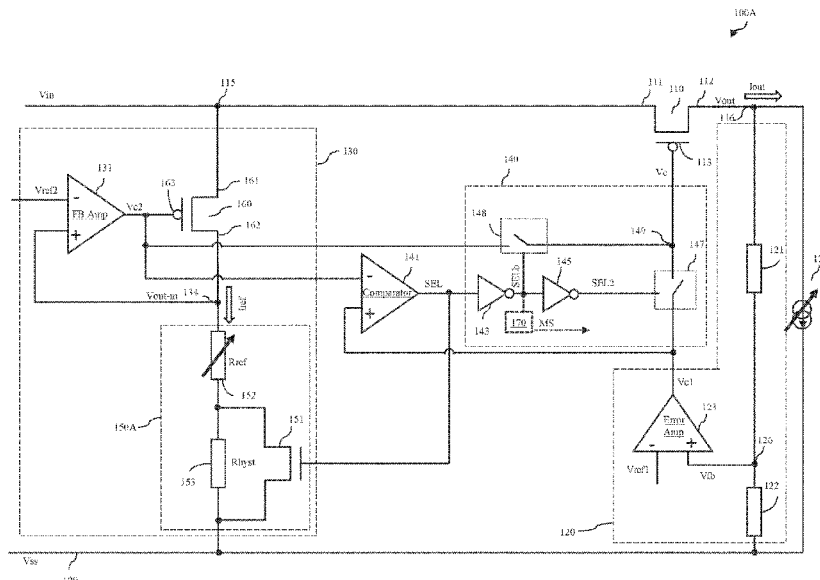 100A
Vin
115
111
110
112
Vout
Iout
116
130
113
131
Vref2
FB Amp
Vc2
163
161
160
162
140
Vc
148
149
147
141
Comparator
SEL
SELb
145
SEL2
143
170
MS
121
Vout-m
134
Iref
Rref
152
151
150A
Rhyst
153
Vc1
Error
Amp
123
126
Vref1
Vfb
122
120
Vss